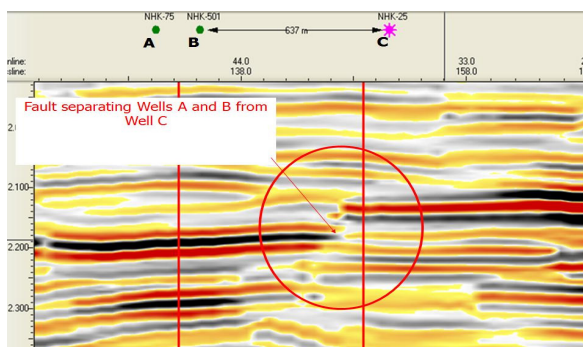 NHK-75 NHK-501 NHK-25
A B 637 m C
nline: 44.0 33.0
sline: 138.0 158.0
Fault separating Wells A and B from
Well C
2.100
2.200
2.300